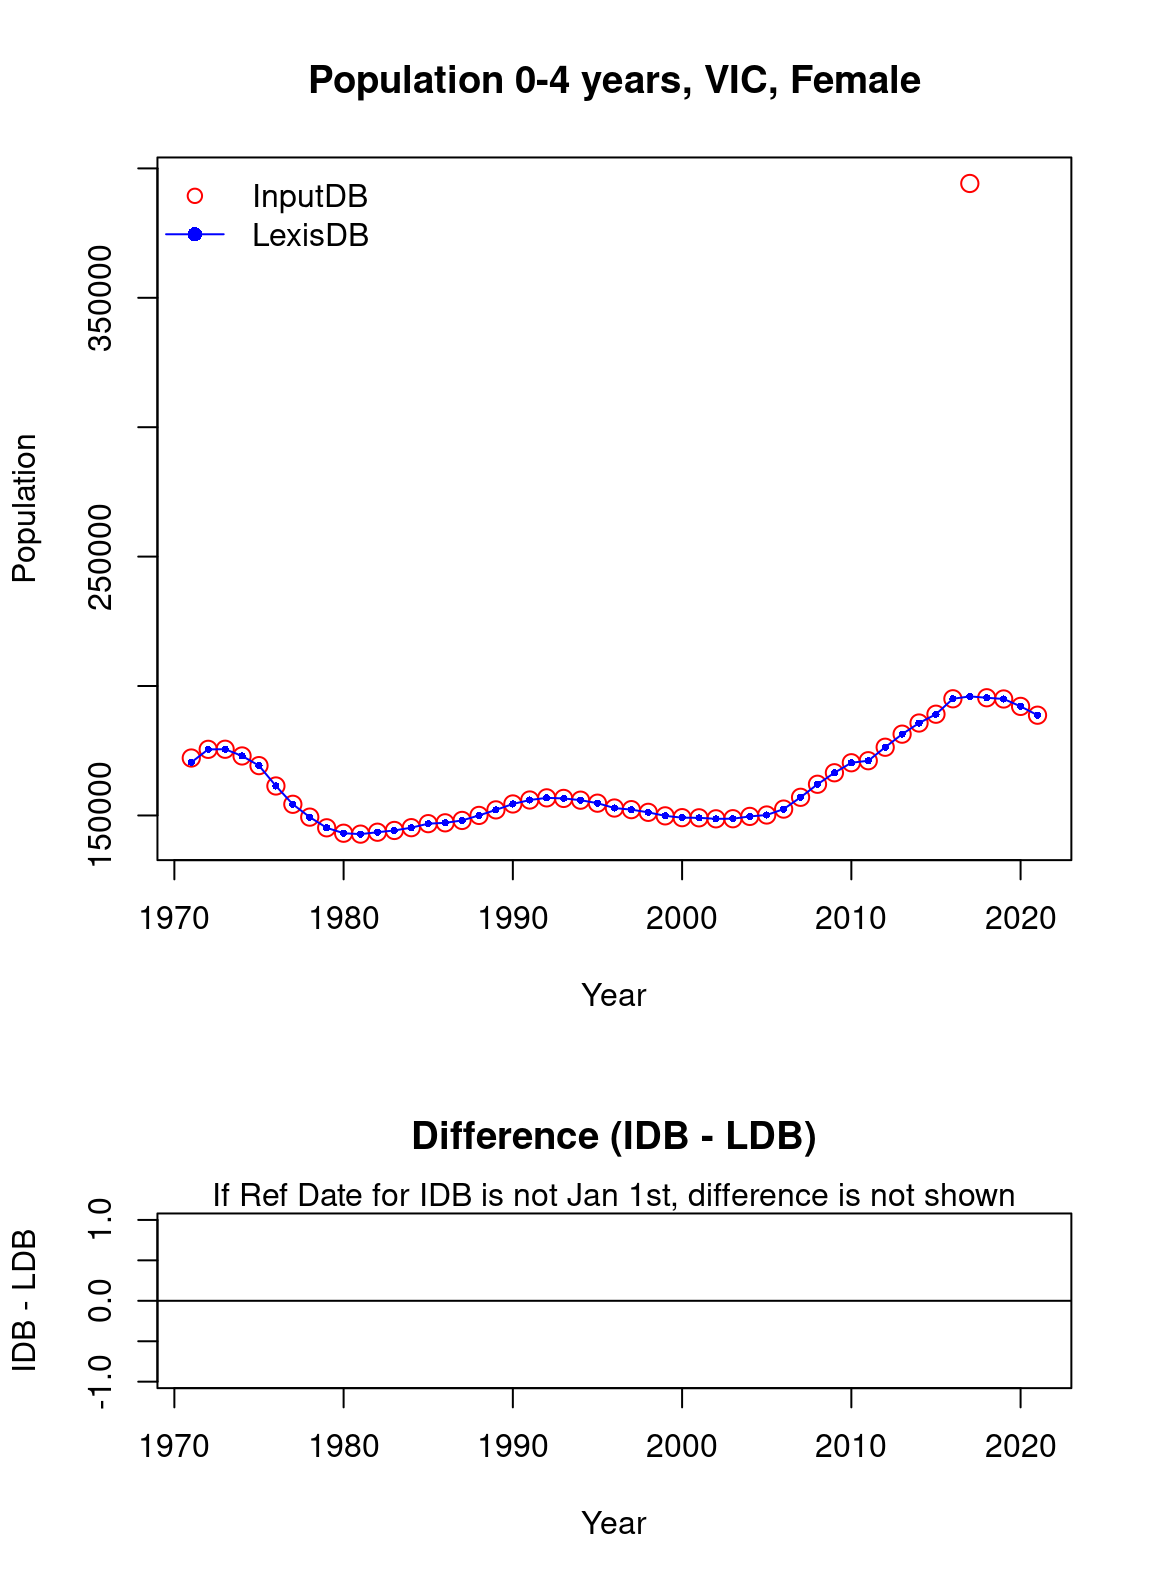 Population 0-4 years, VIC, Female
InputDB
LexisDB
Population
150000
250000
350000
1970 1980 1990 2000 2010 2020
Year
Difference (IDB - LDB)
If Ref Date for IDB is not Jan 1st, difference is not shown
IDB - LDB
-1.0 0.0 1.0
1970 1980 1990 2000 2010 2020
Year